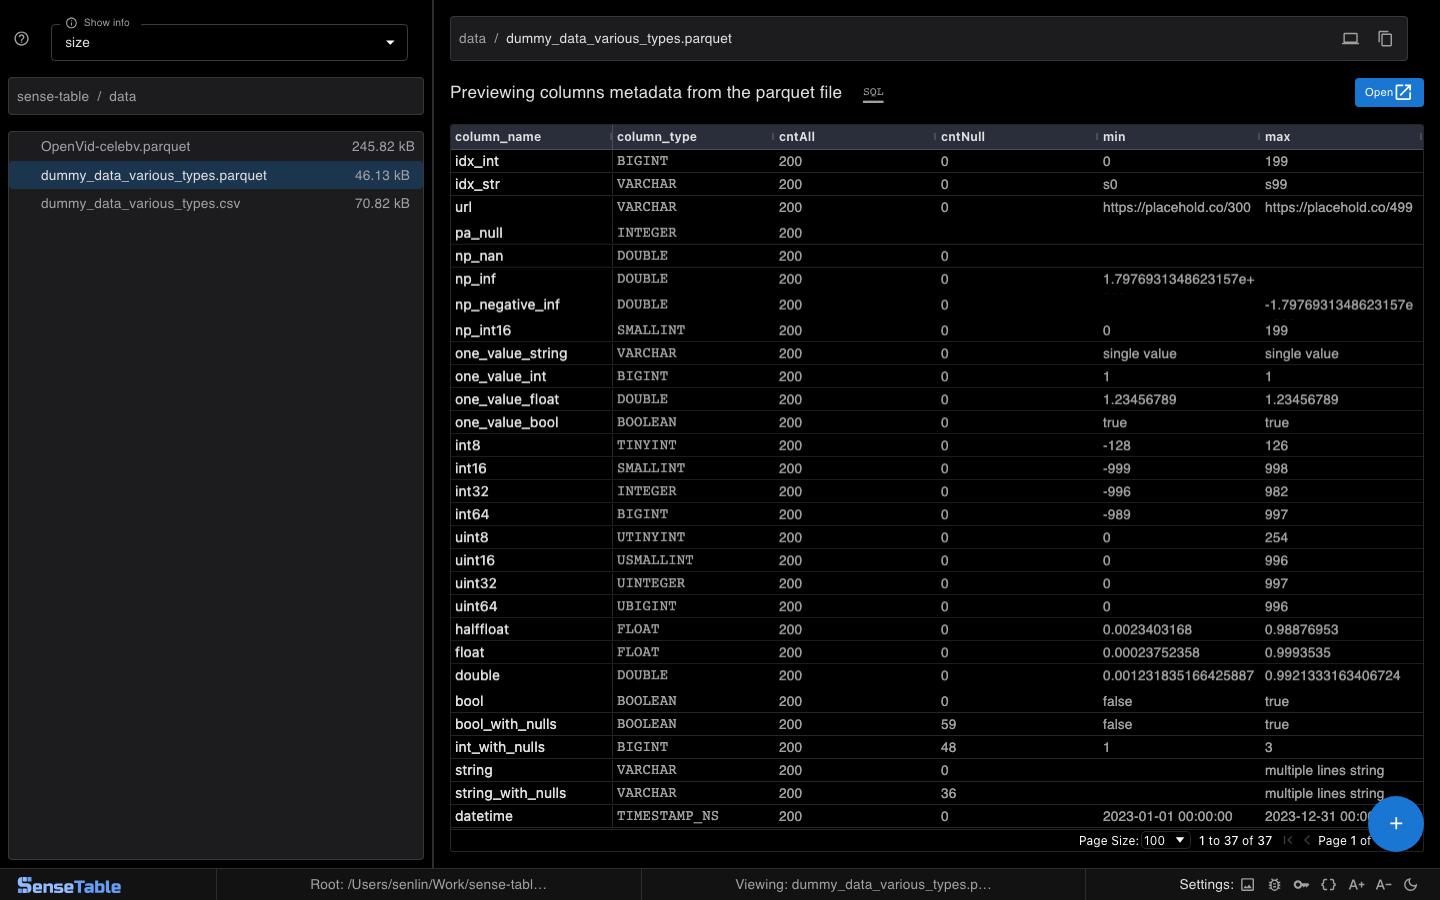 Show info
size
sense-table / data
OpenVid-celebv.parquet 245.82 kB
dummy_data_various_types.parquet 46.13 kB
dummy_data_various_types.csv 70.82 kB
data / dummy_data_various_types.parquet
Previewing columns metadata from the parquet file SQL
Open
column_name column_type cntAll cntNull min max
idx_int BIGINT 200 0 0 199
idx_str VARCHAR 200 0 s0 s99
url VARCHAR 200 0 https://placehold.co/300 https://placehold.co/499
pa_null INTEGER 200
np_nan DOUBLE 200 0
np_inf DOUBLE 200 0 1.7976931348623157e+
np_negative_inf DOUBLE 200 0 -1.7976931348623157e
np_int16 SMALLINT 200 0 0 199
one_value_string VARCHAR 200 0 single value single value
one_value_int BIGINT 200 0 1 1
one_value_float DOUBLE 200 0 1.23456789 1.23456789
one_value_bool BOOLEAN 200 0 true true
int8 TINYINT 200 0 -128 126
int16 SMALLINT 200 0 -999 998
int32 INTEGER 200 0 -996 982
int64 BIGINT 200 0 -989 997
uint8 UTINYINT 200 0 0 254
uint16 USMALLINT 200 0 0 996
uint32 UINTEGER 200 0 0 997
uint64 UBIGINT 200 0 0 996
halffloat FLOAT 200 0 0.0023403168 0.98876953
float FLOAT 200 0 0.00023752358 0.9993535
double DOUBLE 200 0 0.001231835166425887 0.9921333163406724
bool BOOLEAN 200 0 false true
bool_with_nulls BOOLEAN 200 59 false true
int_with_nulls BIGINT 200 48 1 3
string VARCHAR 200 0 multiple lines string
string_with_nulls VARCHAR 200 36 multiple lines string
datetime TIMESTAMP_NS 200 0 2023-01-01 00:00:00 2023-12-31 00:00
Page Size: 100 1 to 37 of 37 Page 1 of
SenseTable
Root: /Users/senlin/Work/sense-tabl...
Viewing: dummy_data_various_types.p...
Settings: A+ A-